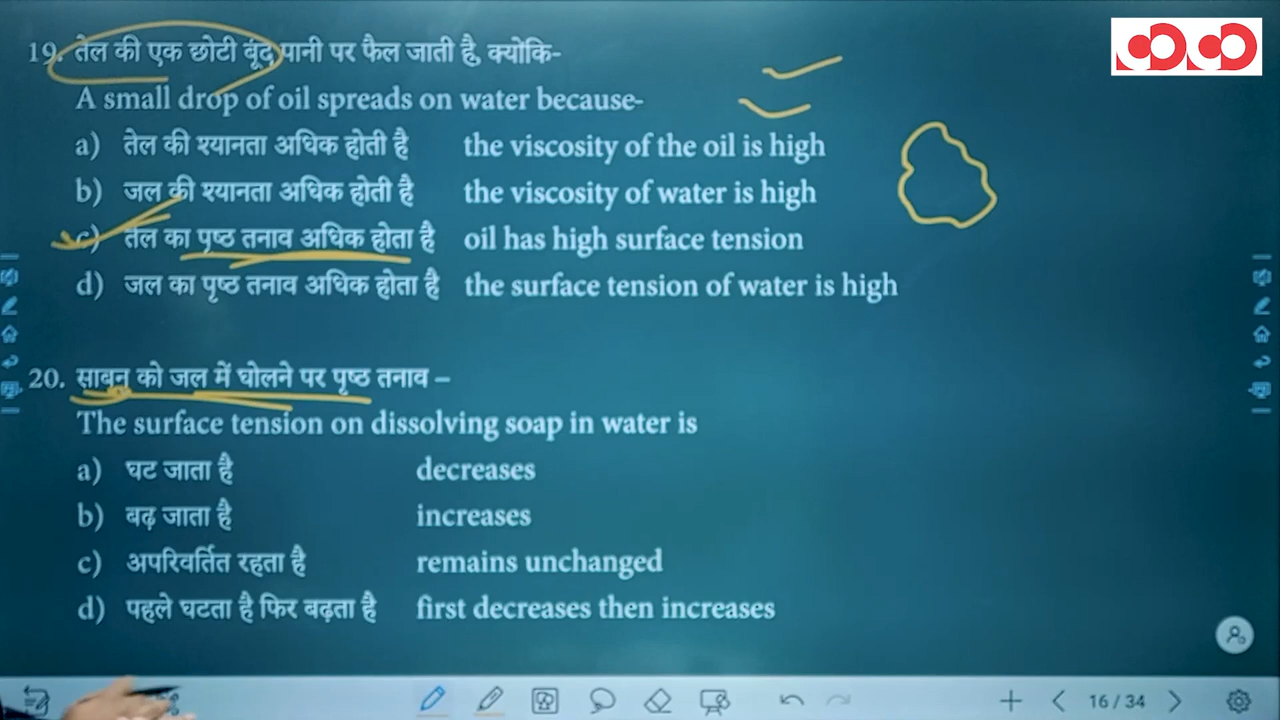 19. तेल की एक छोटी बूंद पानी पर फैल जाती है, क्योंकि-
A small drop of oil spreads on water because-
a) तेल की श्यानता अधिक होती है the viscosity of the oil is high
b) जल की श्यानता अधिक होती है the viscosity of water is high
c) तेल का पृष्ठ तनाव अधिक होता है oil has high surface tension
d) जल का पृष्ठ तनाव अधिक होता है the surface tension of water is high
20. साबुन को जल में घोलने पर पृष्ठ तनाव –
The surface tension on dissolving soap in water is
a) घट जाता है decreases
b) बढ़ जाता है increases
c) अपरिवर्तित रहता है remains unchanged
d) पहले घटता है फिर बढ़ता है first decreases then increases
16 / 34